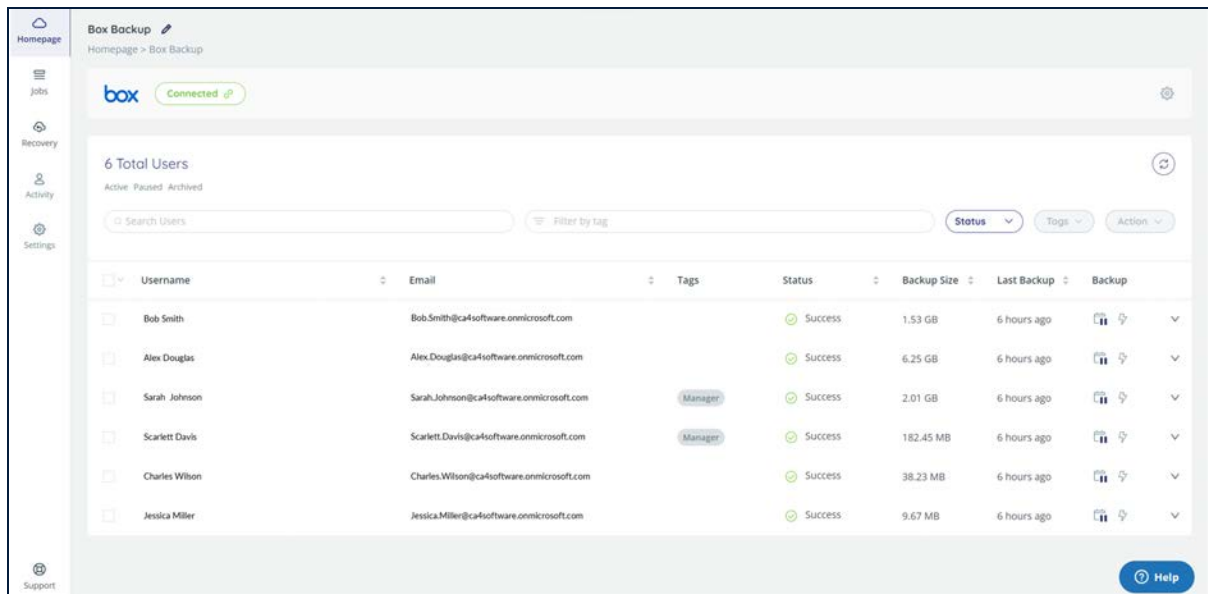 Homepage
Jobs
Recovery
Activity
Settings
Support
Box Backup
Homepage > Box Backup
box Connected
6 Total Users
Active Paused Archived
Search Users Filter by tag Status Tags Action
Username Email Tags Status Backup Size Last Backup Backup
Bob Smith Bob.Smith@ca4software.onmicrosoft.com Success 1.53 GB 6 hours ago
Alex Douglas Alex.Douglas@ca4software.onmicrosoft.com Success 6.25 GB 6 hours ago
Sarah Johnson Sarah.Johnson@ca4software.onmicrosoft.com Manager Success 2.01 GB 6 hours ago
Scarlett Davis Scarlett.Davis@ca4software.onmicrosoft.com Manager Success 182.45 MB 6 hours ago
Charles Wilson Charles.Wilson@ca4software.onmicrosoft.com Success 38.23 MB 6 hours ago
Jessica Miller Jessica.Miller@ca4software.onmicrosoft.com Success 9.67 MB 6 hours ago
Help